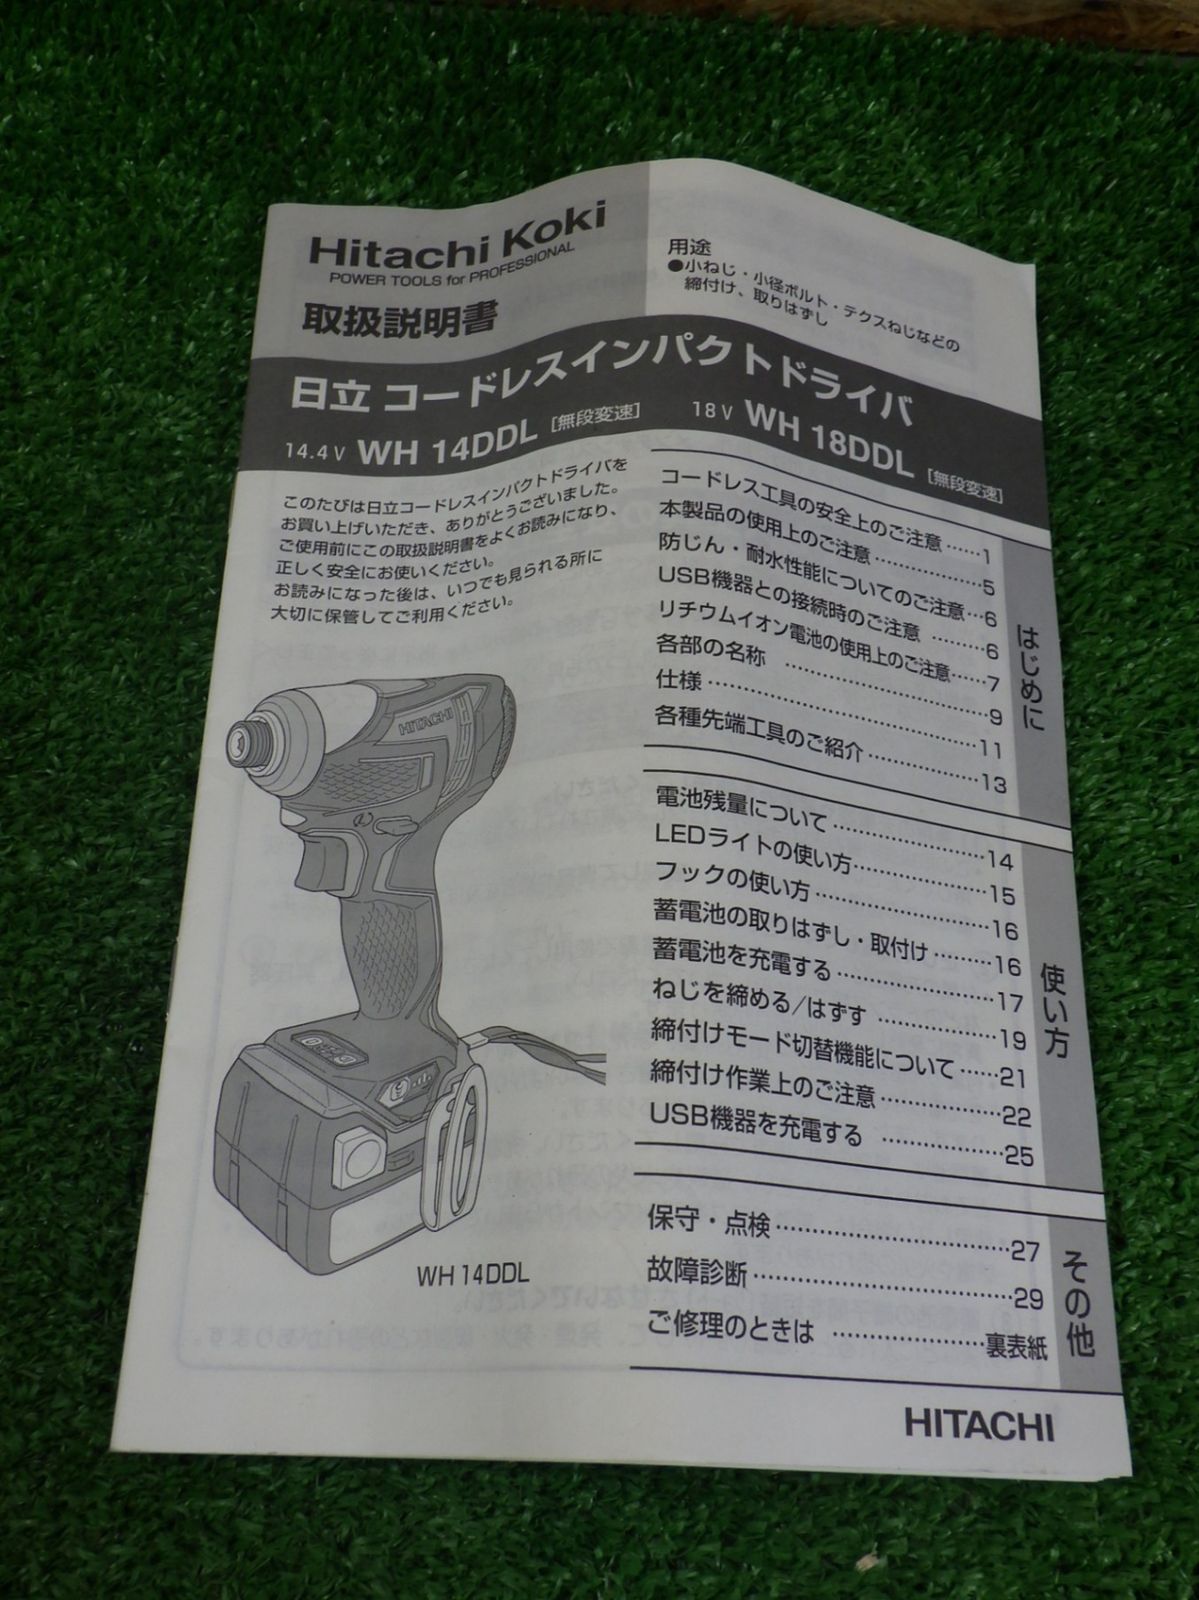 Hitachi Koki
POWER TOOLS for PROFESSIONAL
取扱説明書
用途
●小ねじ・小径ボルト・テクスねじなどの
締付け、取りはずし
日立 コードレスインパクトドライバ
14.4V WH 14DDL [無段変速] 18V WH 18DDL [無段変速]
このたびは日立コードレスインパクトドライバを
お買い上げいただき、ありがとうございました。
ご使用前にこの取扱説明書をよくお読みになり、
正しく安全にお使いください。
お読みになった後は、いつでも見られる所に
大切に保管してご利用ください。
HITACHI
WH 14DDL
コードレス工具の安全上のご注意……1
本製品の使用上のご注意………………5
防じん・耐水性能についてのご注意…6
USB機器との接続時のご注意 ………6
リチウムイオン電池の使用上のご注意……7
各部の名称 ……………………………9
仕様……………………………………11
各種先端工具のご紹介………………13
はじめに
電池残量について……………………14
LEDライトの使い方…………………15
フックの使い方………………………16
蓄電池の取りはずし・取付け………16
蓄電池を充電する……………………17
ねじを締める/はずす ………………19
締付けモード切替機能について……21
締付け作業上のご注意………………22
USB機器を充電する ………………25
使い方
保守・点検……………………………27
故障診断………………………………29
ご修理のときは ………………裏表紙
その他
HITACHI